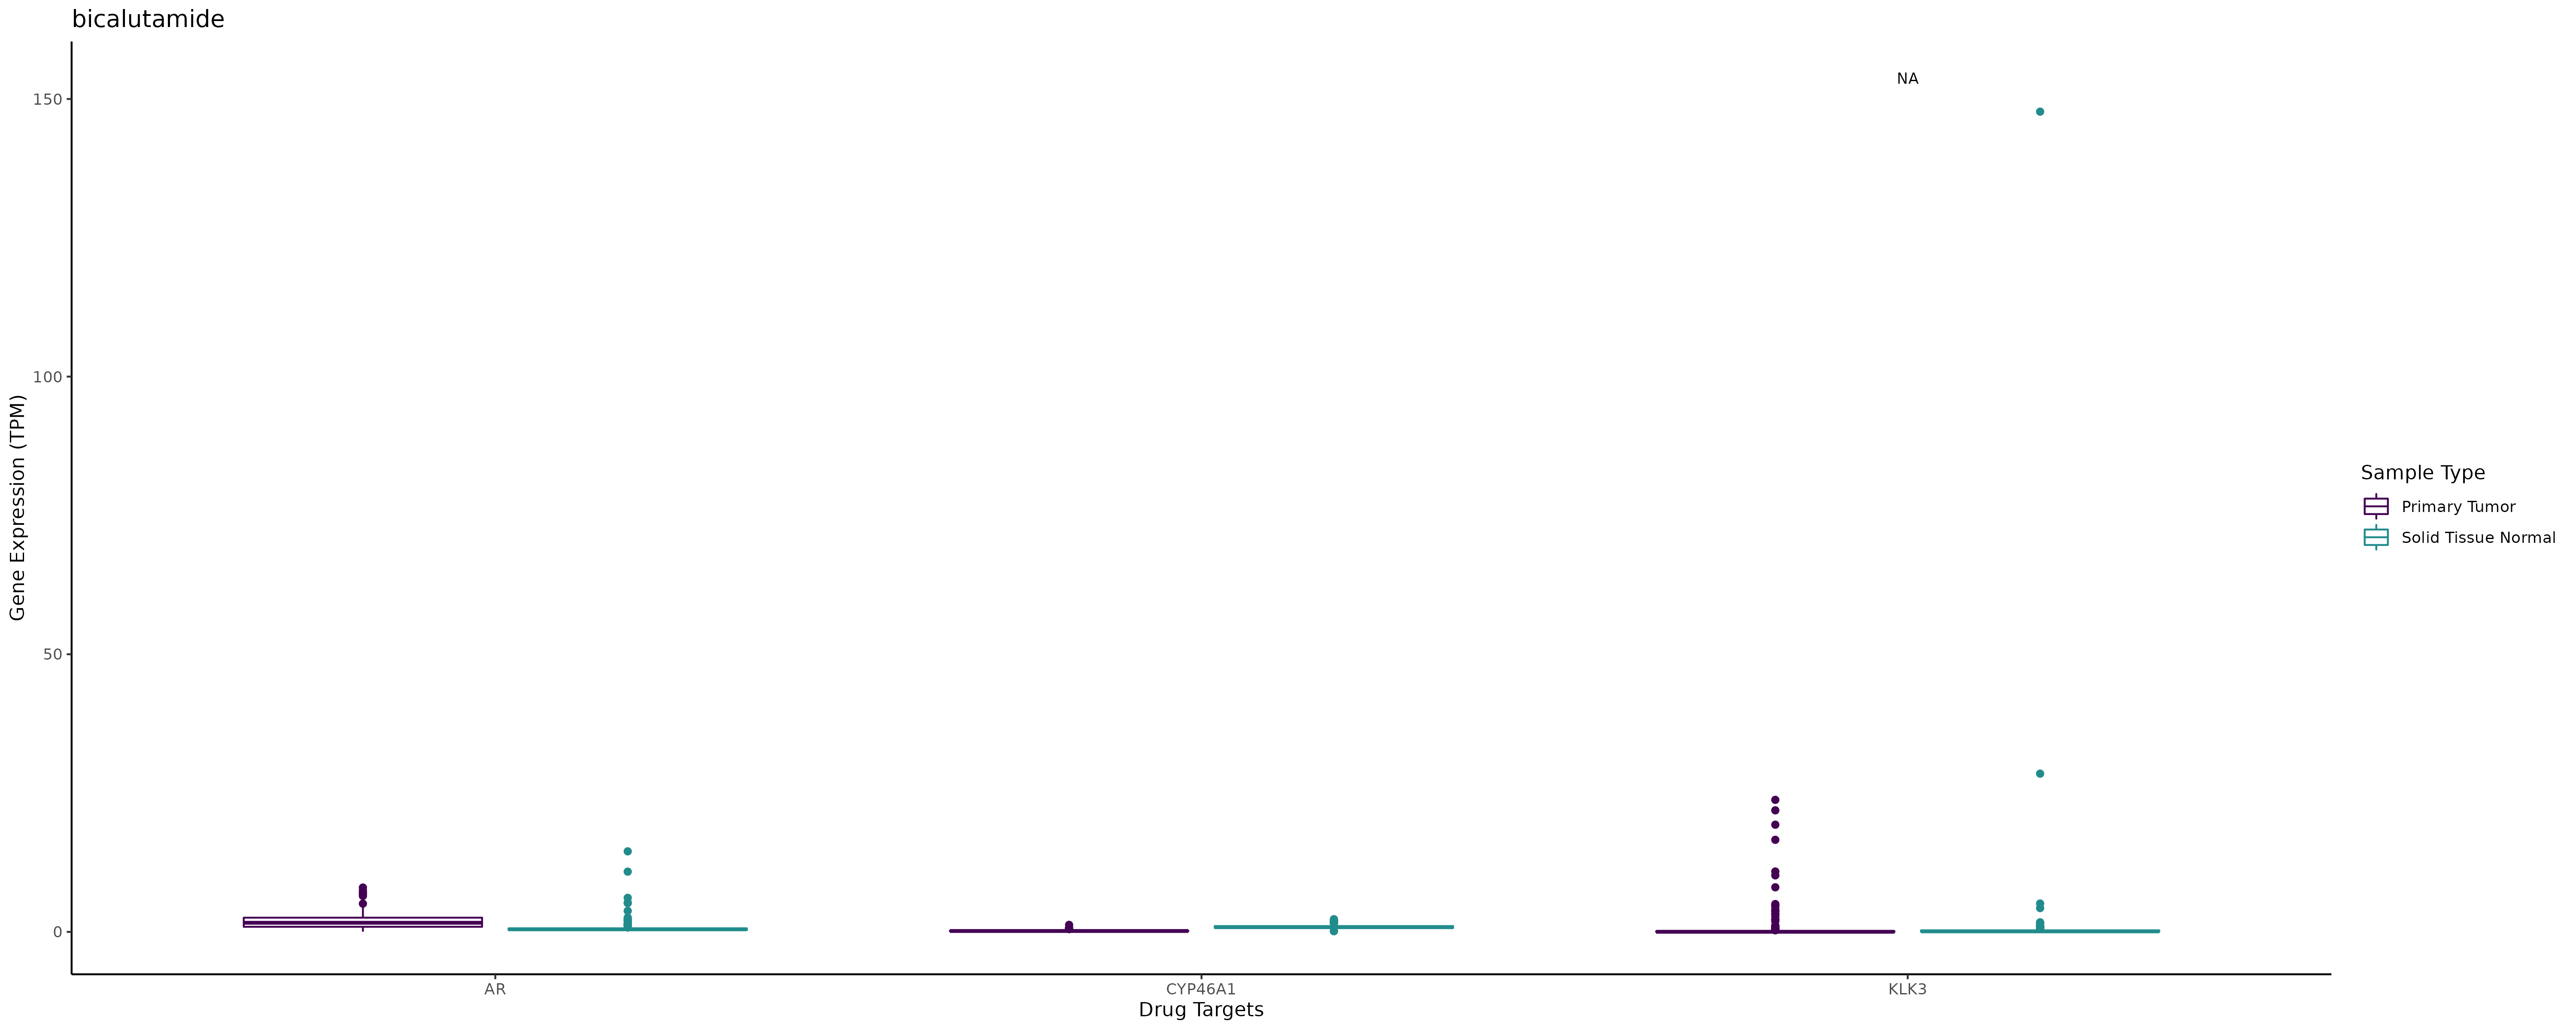 bicalutamide
NA
150
100
50
0
Gene Expression (TPM)
AR
CYP46A1
KLK3
Drug Targets
Sample Type
Primary Tumor
Solid Tissue Normal